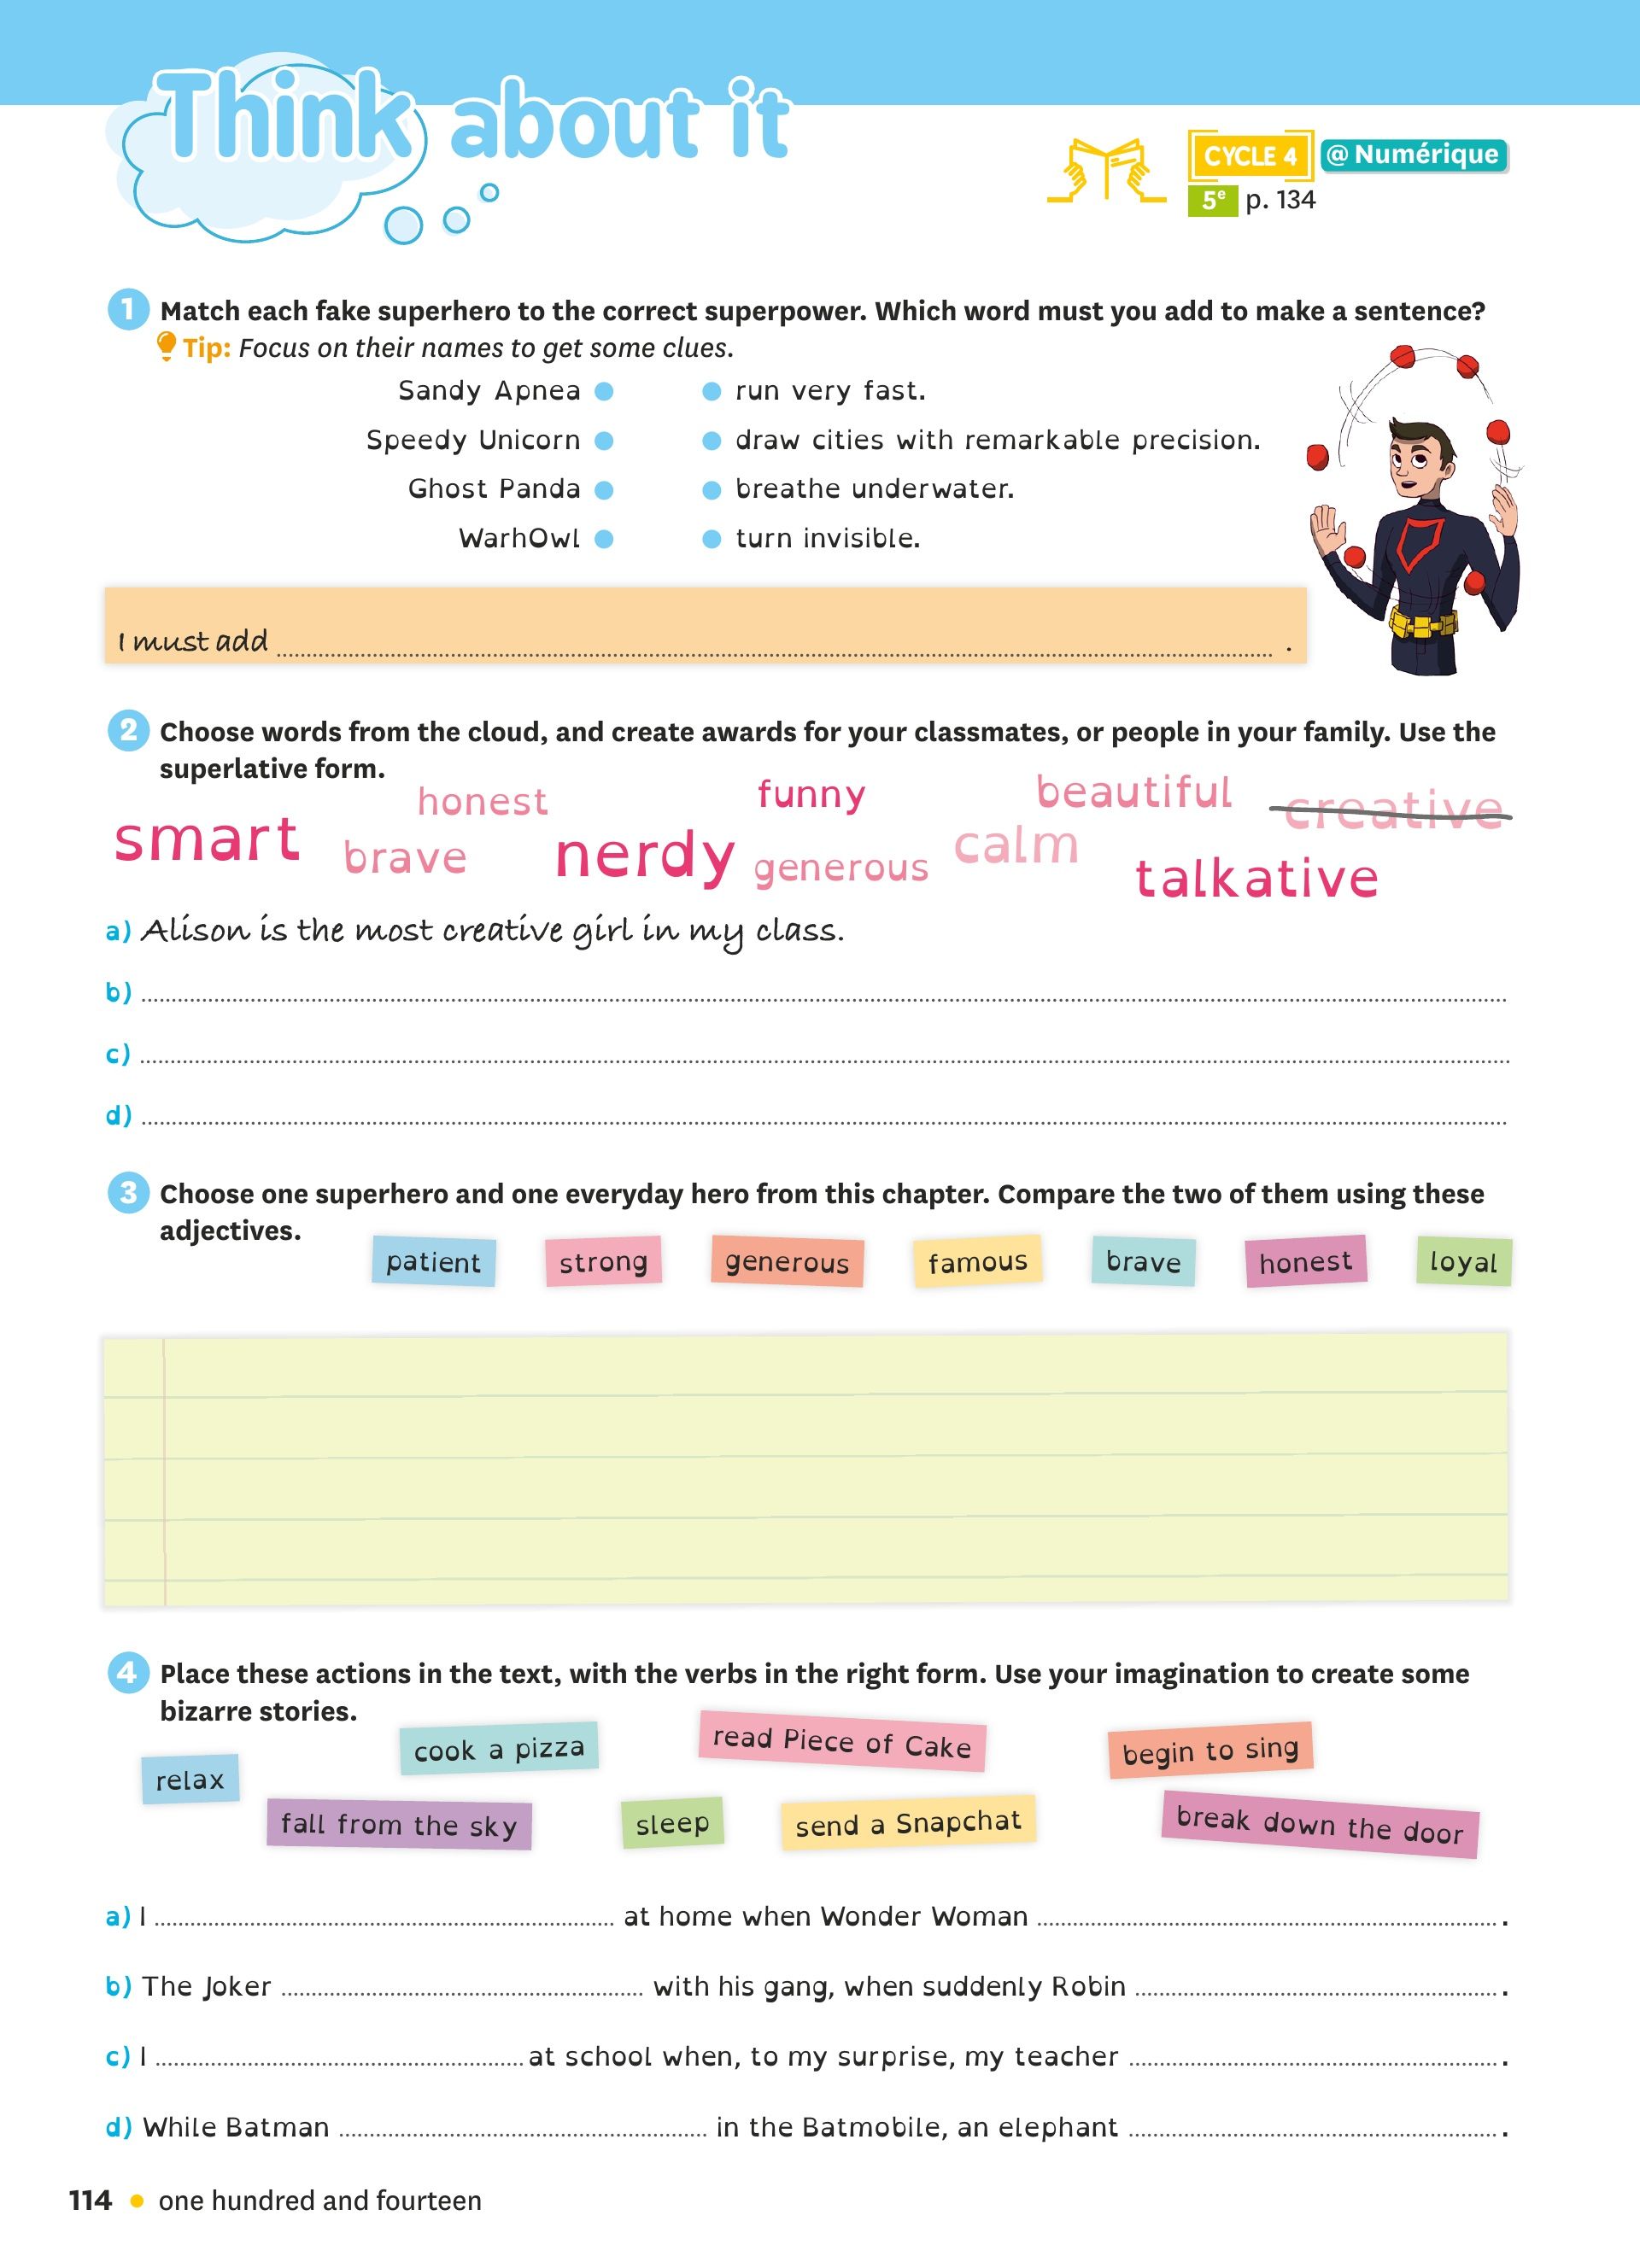 Think about it
CYCLE 4 @ Numérique
5e p. 134
1 Match each fake superhero to the correct superpower. Which word must you add to make a sentence?
Tip: Focus on their names to get some clues.
Sandy Apnea run very fast.
Speedy Unicorn draw cities with remarkable precision.
Ghost Panda breathe underwater.
WarhOwl turn invisible.
I must add .
2 Choose words from the cloud, and create awards for your classmates, or people in your family. Use the
superlative form.
honest funny beautiful creative
smart brave nerdy generous calm talkative
a) Alison is the most creative girl in my class.
b)
c)
d)
3 Choose one superhero and one everyday hero from this chapter. Compare the two of them using these
adjectives.
patient strong generous famous brave honest loyal
4 Place these actions in the text, with the verbs in the right form. Use your imagination to create some
bizarre stories.
relax cook a pizza read Piece of Cake begin to sing
fall from the sky sleep send a Snapchat break down the door
a) I at home when Wonder Woman .
b) The Joker with his gang, when suddenly Robin .
c) I at school when, to my surprise, my teacher .
d) While Batman in the Batmobile, an elephant .
114 • one hundred and fourteen